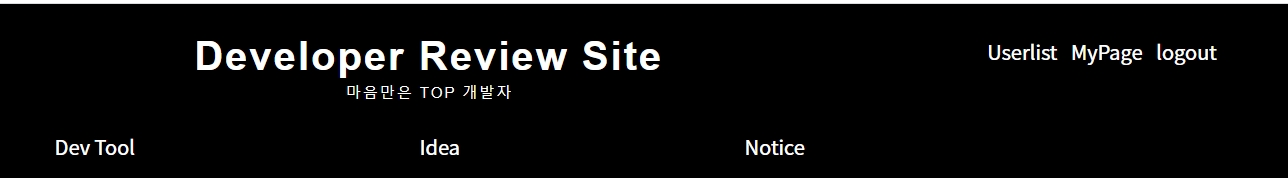 Developer Review Site
Userlist MyPage logout
마음만은 TOP 개발자
Dev Tool Idea Notice